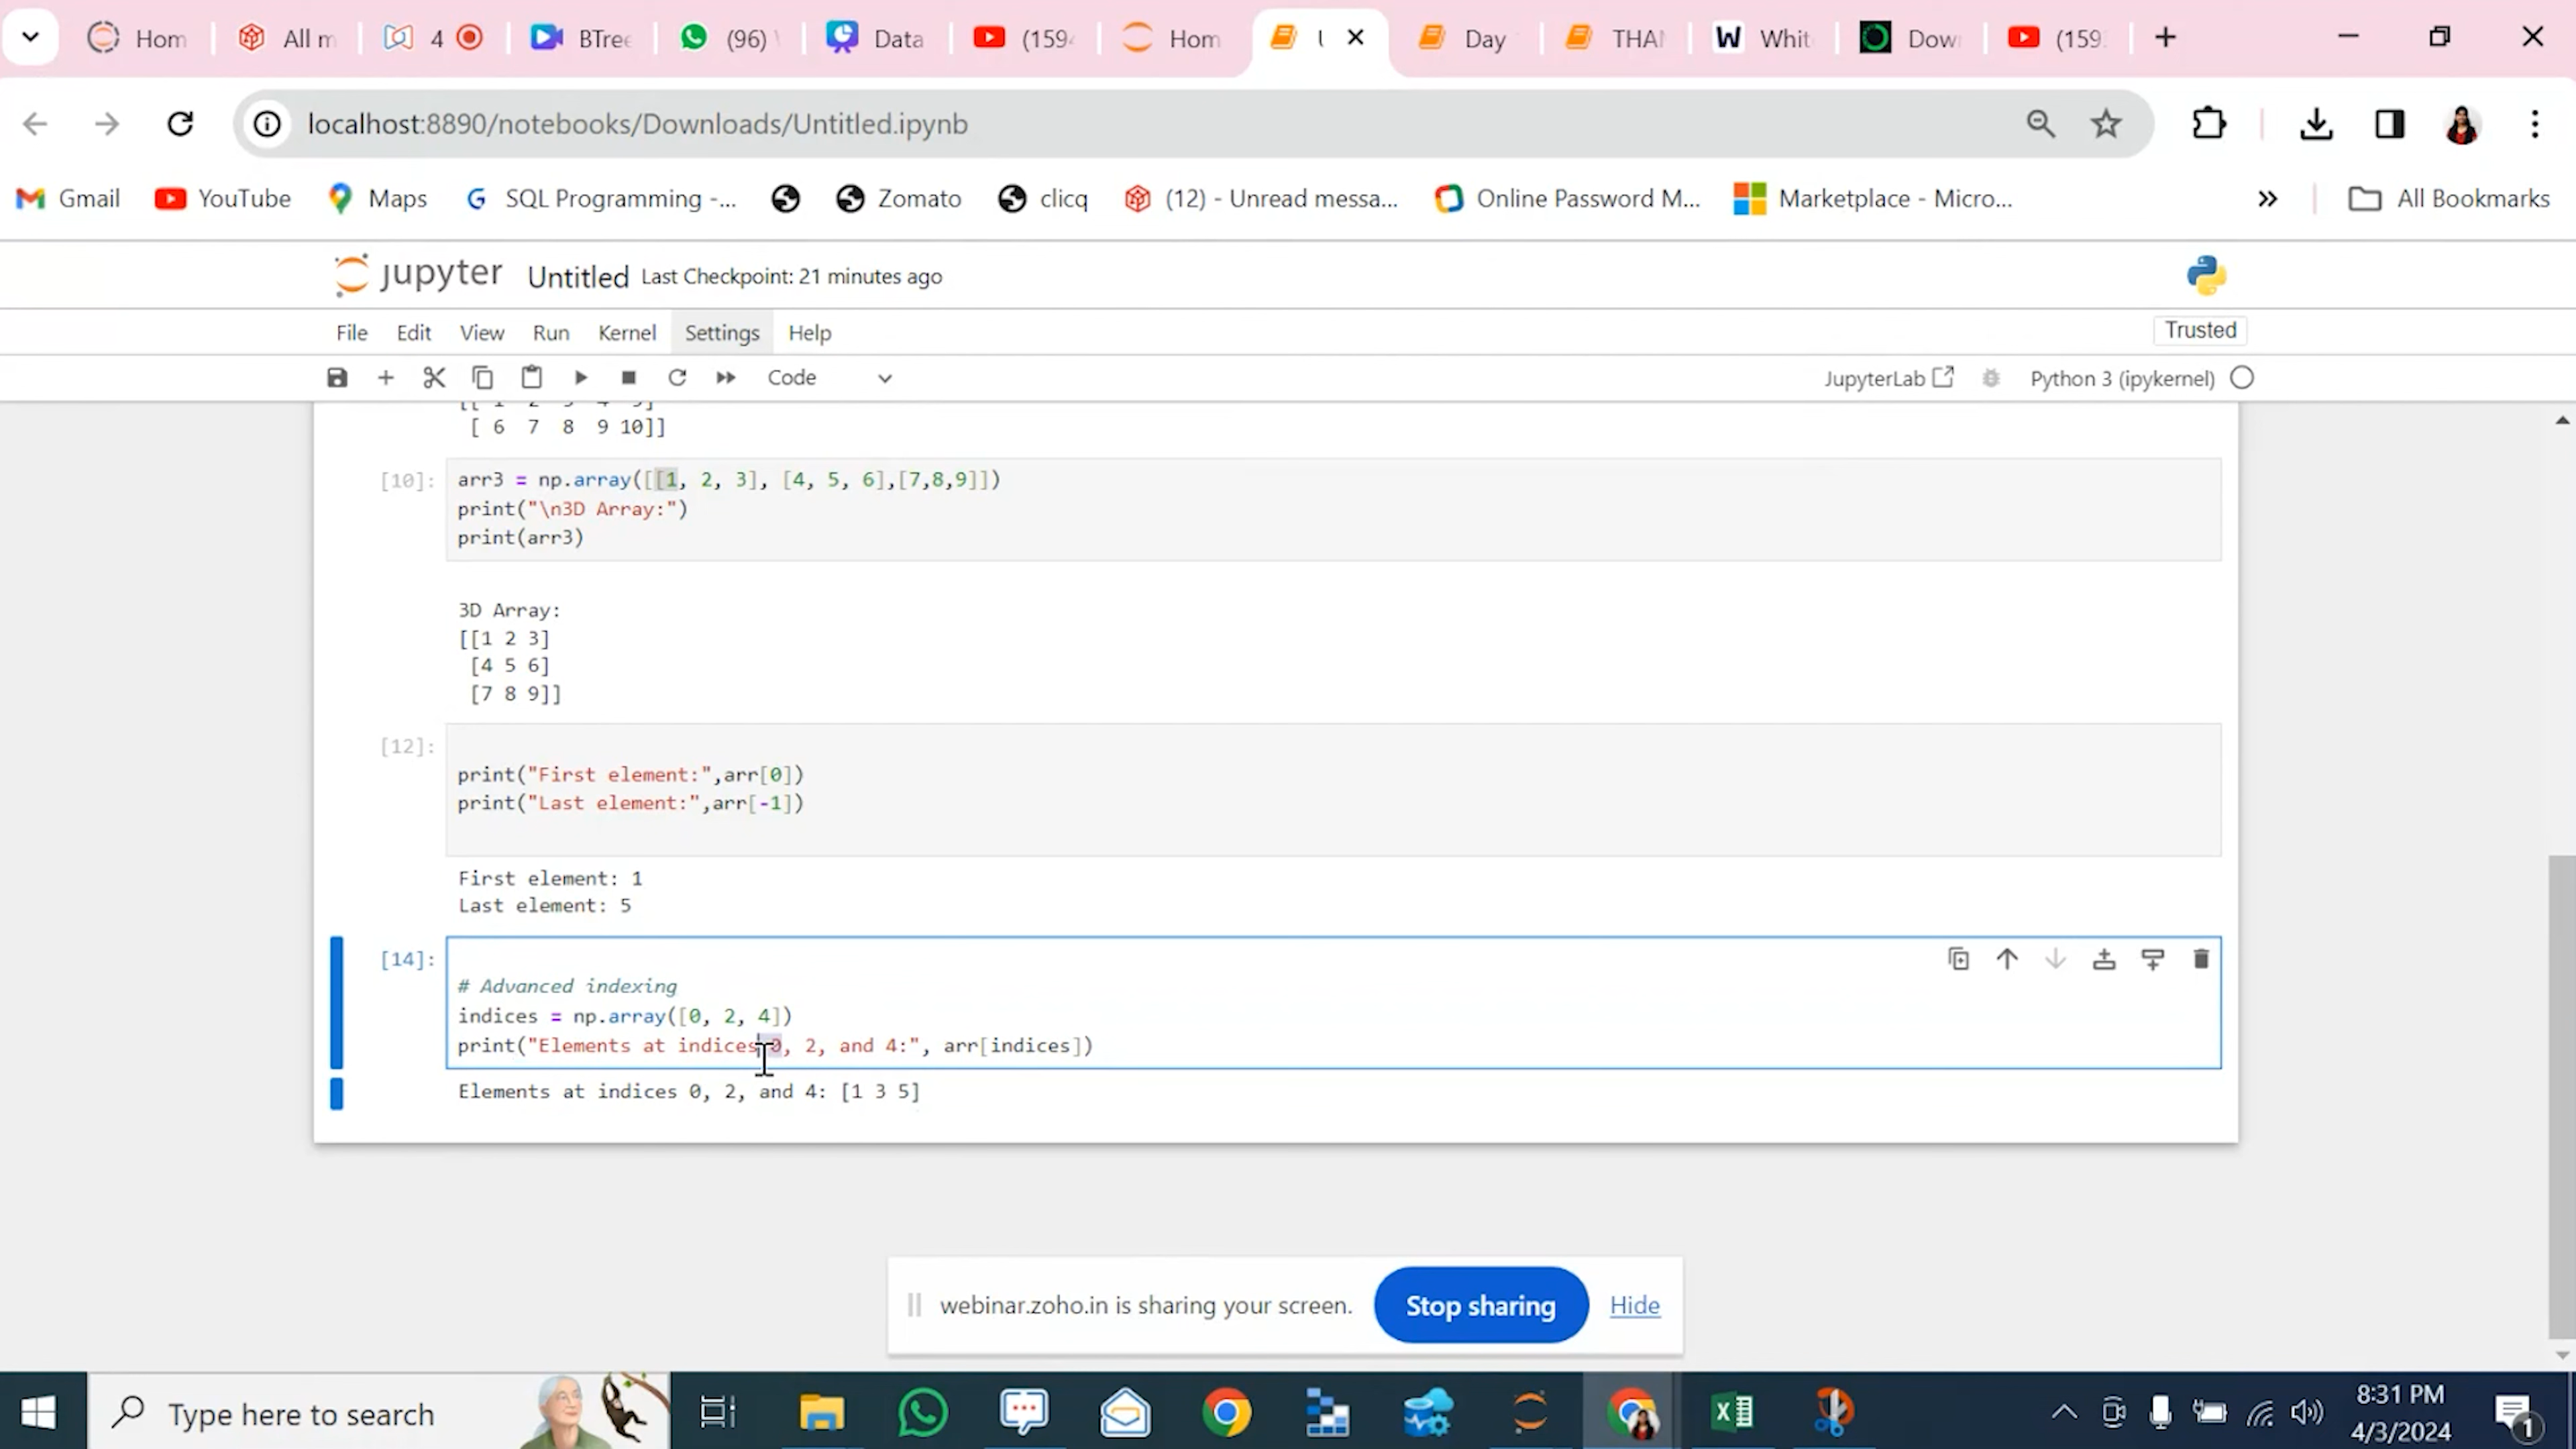 Hom
All m
4
BTree
(96)
Data
(159
Hom
Day
THAN
W Whit
Dow
(159
localhost:8890/notebooks/Downloads/Untitled.ipynb
Gmail YouTube Maps SQL Programming -... Zomato clicq (12) - Unread messa... Online Password M... Marketplace - Micro... All Bookmarks
jupyter Untitled Last Checkpoint: 21 minutes ago
File Edit View Run Kernel Settings Help Trusted
Code JupyterLab Python 3 (ipykernel)
[ 6 7 8 9 10]]
[10]: arr3 = np.array([[1, 2, 3], [4, 5, 6],[7,8,9]])
print("\n3D Array:")
print(arr3)
3D Array:
[[1 2 3]
[4 5 6]
[7 8 9]]
[12]:
print("First element:",arr[0])
print("Last element:",arr[-1])
First element: 1
Last element: 5
[14]:
# Advanced indexing
indices = np.array([0, 2, 4])
print("Elements at indices 0, 2, and 4:", arr[indices])
Elements at indices 0, 2, and 4: [1 3 5]
webinar.zoho.in is sharing your screen. Stop sharing Hide
Type here to search
8:31 PM
4/3/2024
1